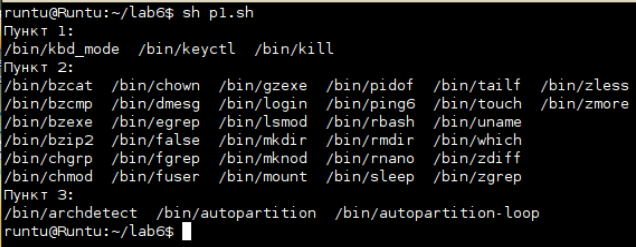 runtu@Runtu:~/lab6$ sh p1.sh
Пункт 1:
/bin/kbd_mode  /bin/keyctl  /bin/kill
Пункт 2:
/bin/bzcat  /bin/chown  /bin/gzexe  /bin/pidof  /bin/tailf  /bin/zless
/bin/bzcmp  /bin/dmesg  /bin/login  /bin/ping6  /bin/touch  /bin/zmore
/bin/bzexe  /bin/egrep  /bin/lsmod  /bin/rbash  /bin/uname
/bin/bzip2  /bin/false  /bin/mkdir  /bin/rmdir  /bin/which
/bin/chgrp  /bin/fgrep  /bin/mknod  /bin/rnano  /bin/zdiff
/bin/chmod  /bin/fuser  /bin/mount  /bin/sleep  /bin/zgrep
Пункт 3:
/bin/archdetect  /bin/autopartition  /bin/autopartition-loop
runtu@Runtu:~/lab6$